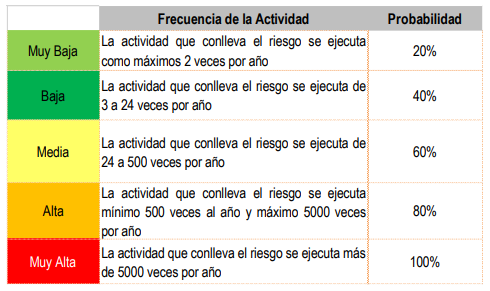 Frecuencia de la Actividad Probabilidad
Muy Baja
La actividad que conlleva el riesgo se ejecuta
como máximos 2 veces por año
20%
Baja
La actividad que conlleva el riesgo se ejecuta de
3 a 24 veces por año
40%
Media
La actividad que conlleva el riesgo se ejecuta de
24 a 500 veces por año
60%
Alta
La actividad que conlleva el riesgo se ejecuta
mínimo 500 veces al año y máximo 5000 veces
por año
80%
Muy Alta
La actividad que conlleva el riesgo se ejecuta más
de 5000 veces por año
100%